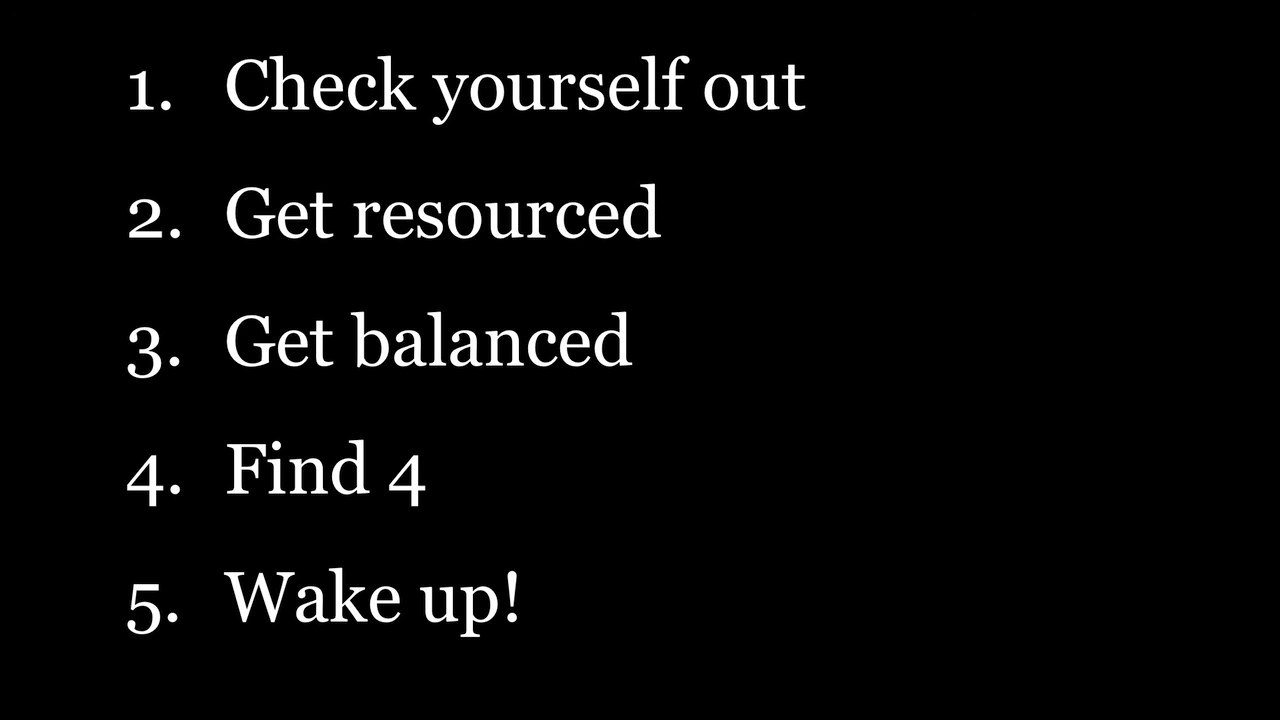 1. Check yourself out
2. Get resourced
3. Get balanced
4. Find 4
5. Wake up!